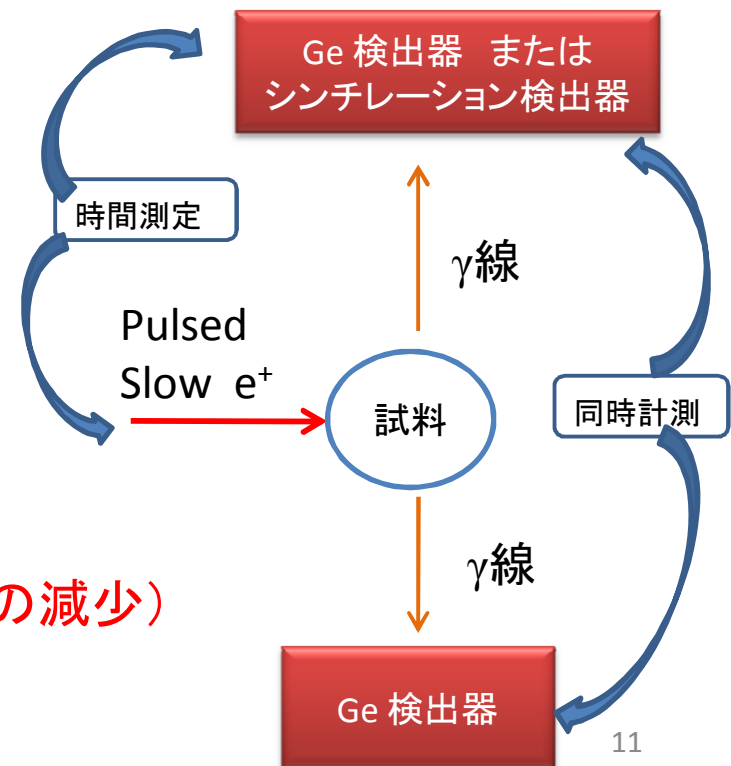 Ge 検出器 または
シンチレーション検出器
時間測定
γ線
Pulsed
Slow e⁺
試料
同時計測
γ線
の減少）
Ge 検出器
11